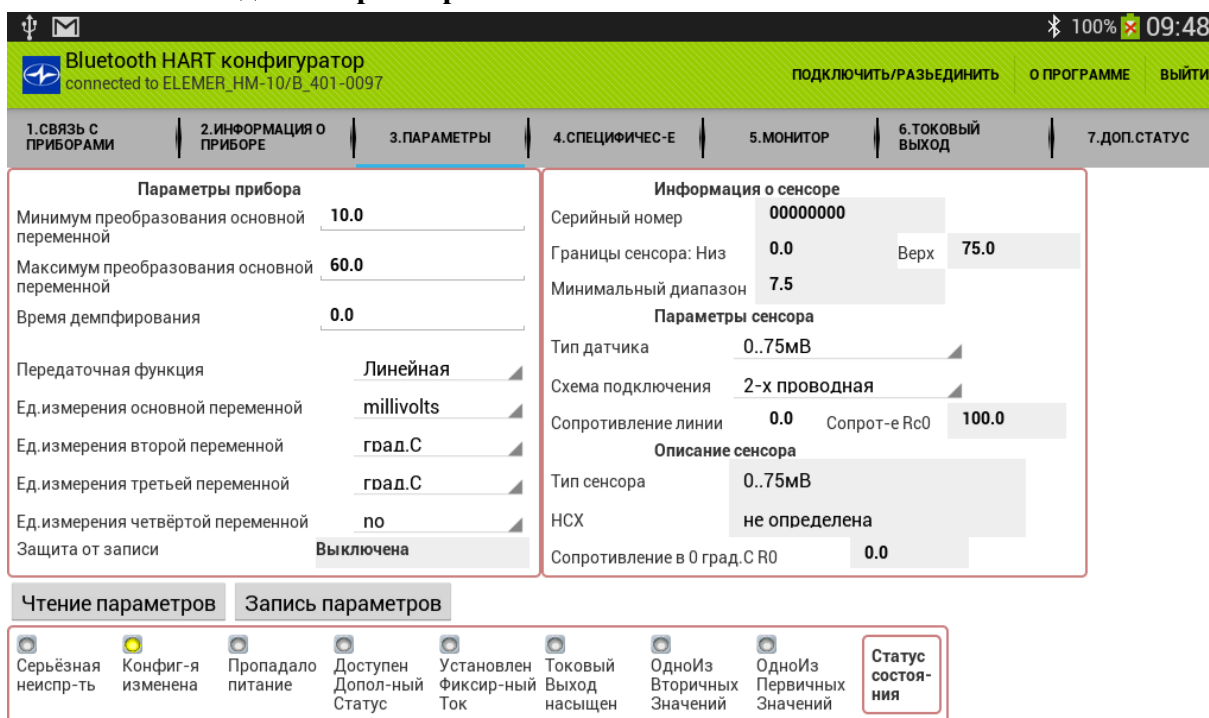 100% 09:48
Bluetooth HART конфигуратор
connected to ELEMER_HM-10/B_401-0097
ПОДКЛЮЧИТЬ/РАЗЬЕДИНИТЬ О ПРОГРАММЕ ВЫЙТИ
1.СВЯЗЬ С ПРИБОРАМИ
2.ИНФОРМАЦИЯ О ПРИБОРЕ
3.ПАРАМЕТРЫ
4.СПЕЦИФИЧЕС-Е
5.МОНИТОР
6.ТОКОВЫЙ ВЫХОД
7.ДОП.СТАТУС
Параметры прибора
Минимум преобразования основной 10.0
переменной
Максимум преобразования основной 60.0
переменной
Время демпфирования 0.0
Передаточная функция Линейная
Ед.измерения основной переменной millivolts
Ед.измерения второй переменной град.С
Ед.измерения третьей переменной град.С
Ед.измерения четвёртой переменной no
Защита от записи Выключена
Информация о сенсоре
Серийный номер 00000000
Границы сенсора: Низ 0.0 Верх 75.0
Минимальный диапазон 7.5
Параметры сенсора
Тип датчика 0..75мВ
Схема подключения 2-х проводная
Сопротивление линии 0.0 Сопрот-е Rc0 100.0
Описание сенсора
Тип сенсора 0..75мВ
НСХ не определена
Сопротивление в 0 град.С R0 0.0
Чтение параметров Запись параметров
Серьёзная
неиспр-ть
Конфиг-я
изменена
Пропадало
питание
Доступен
Допол-ный
Статус
Установлен
Фиксир-ный
Ток
Токовый
Выход
насыщен
ОдноИз
Вторичных
Значений
ОдноИз
Первичных
Значений
Статус
состоя-
ния